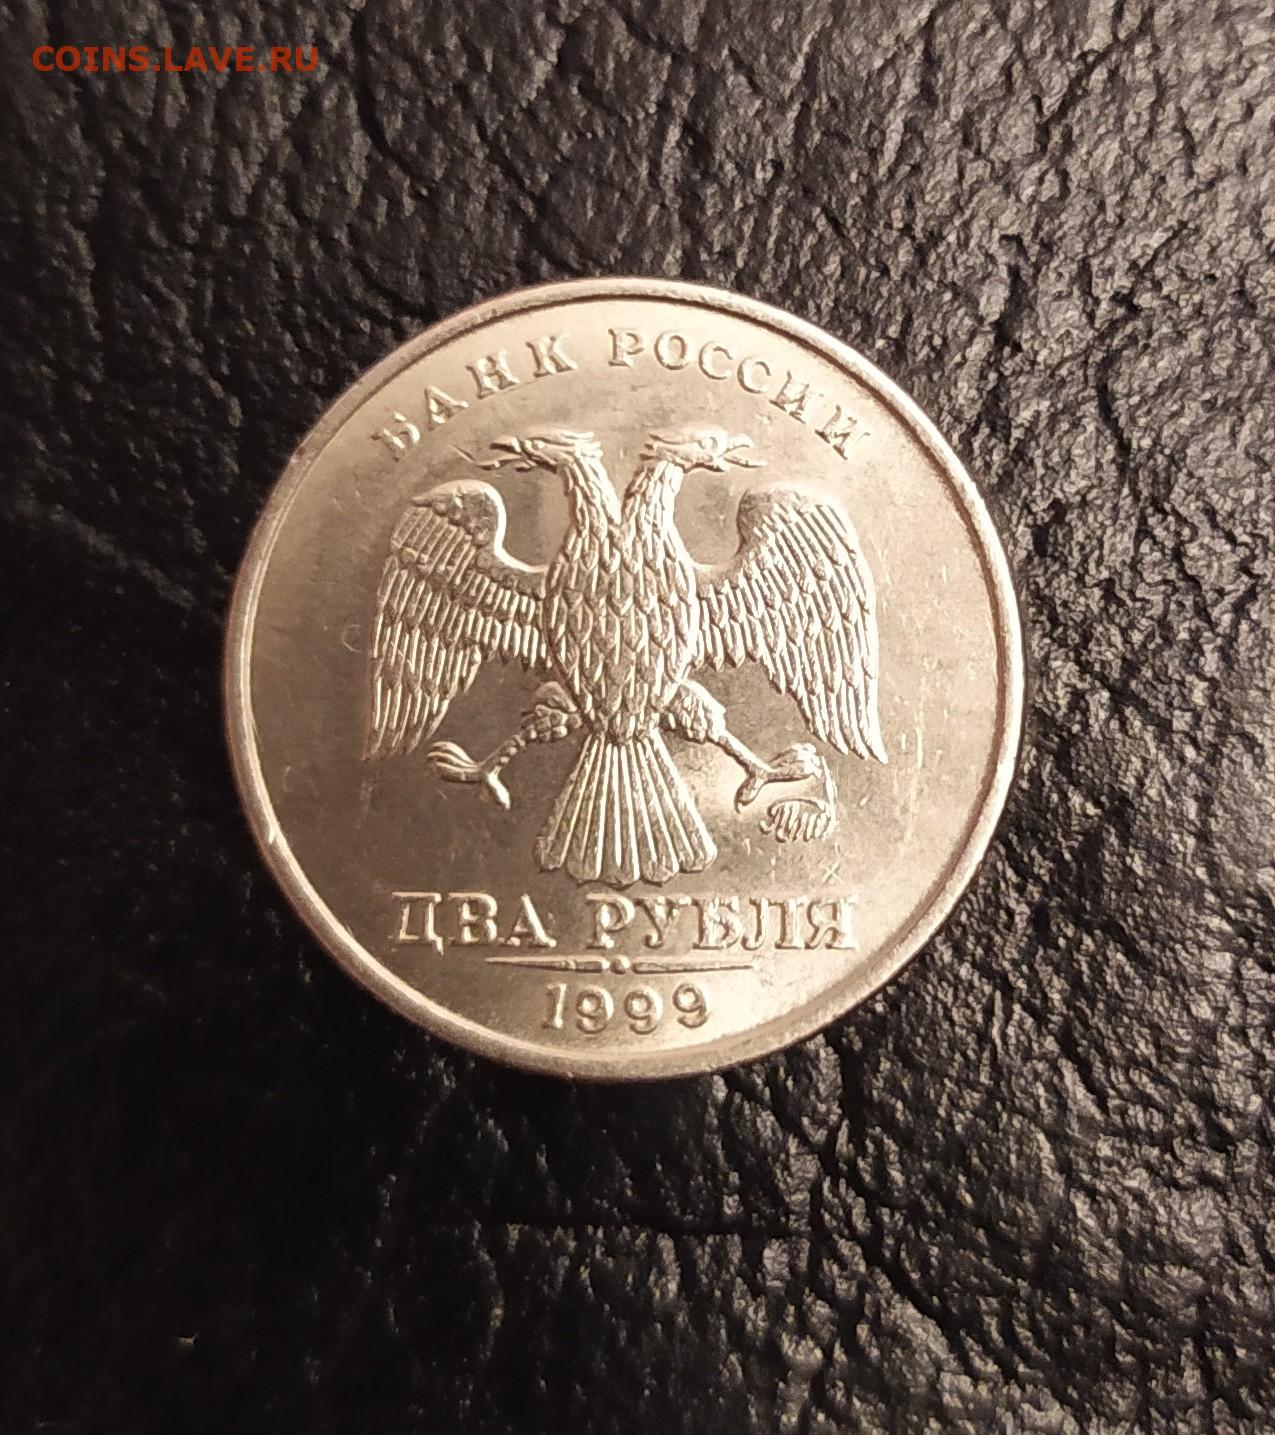 COINS.LAVE.RU
БАНК РОССИИ
ДВА РУБЛЯ
1999